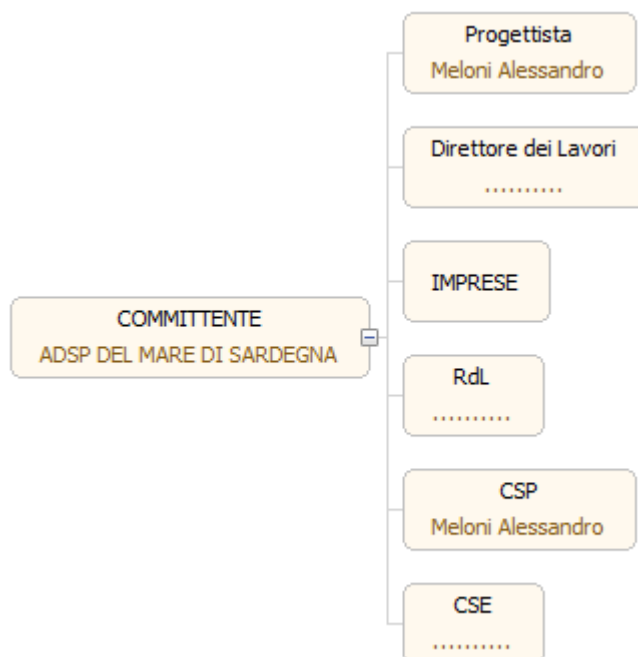 Progettista
Meloni Alessandro
Direttore dei Lavori
..........
IMPRESE
COMMITTENTE
ADSP DEL MARE DI SARDEGNA
RdL
..........
CSP
Meloni Alessandro
CSE
..........